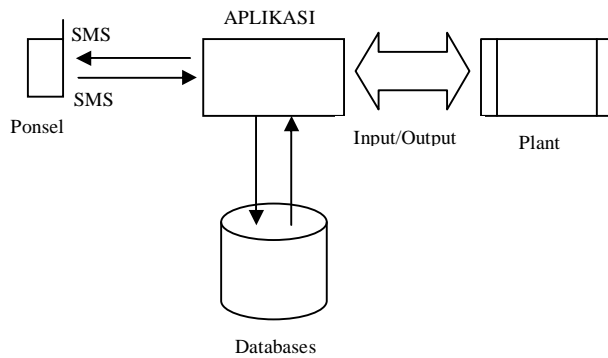 APLIKASI
SMS
SMS
Ponsel
Input/Output
Plant
Databases